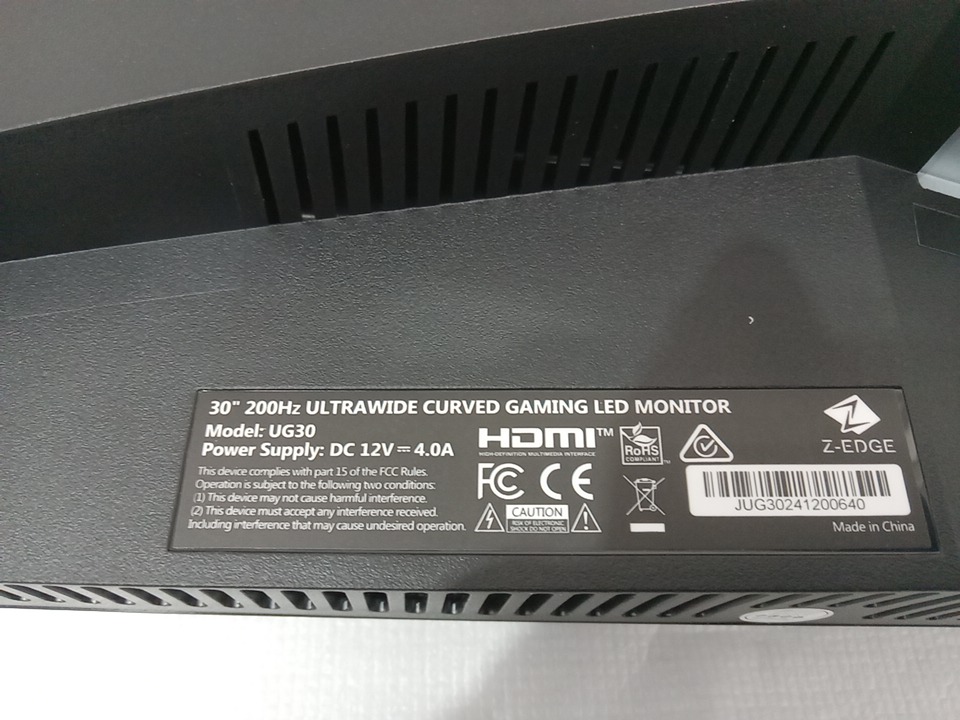 30" 200Hz ULTRAWIDE CURVED GAMING LED MONITOR
Model: UG30
Power Supply: DC 12V⎓4.0A
This device complies with part 15 of the FCC Rules.
Operation is subject to the following two conditions:
(1) This device may not cause harmful interference.
(2) This device must accept any interference received.
Including interference that may cause undesired operation.
HDMI™
HIGH-DEFINITION MULTIMEDIA INTERFACE
FC CE
CAUTION
RISK OF ELECTRONIC
SHOCK DO NOT OPEN
RoHS
COMPLIANT
TM
Z-EDGE
JUG30241200640
Made in China